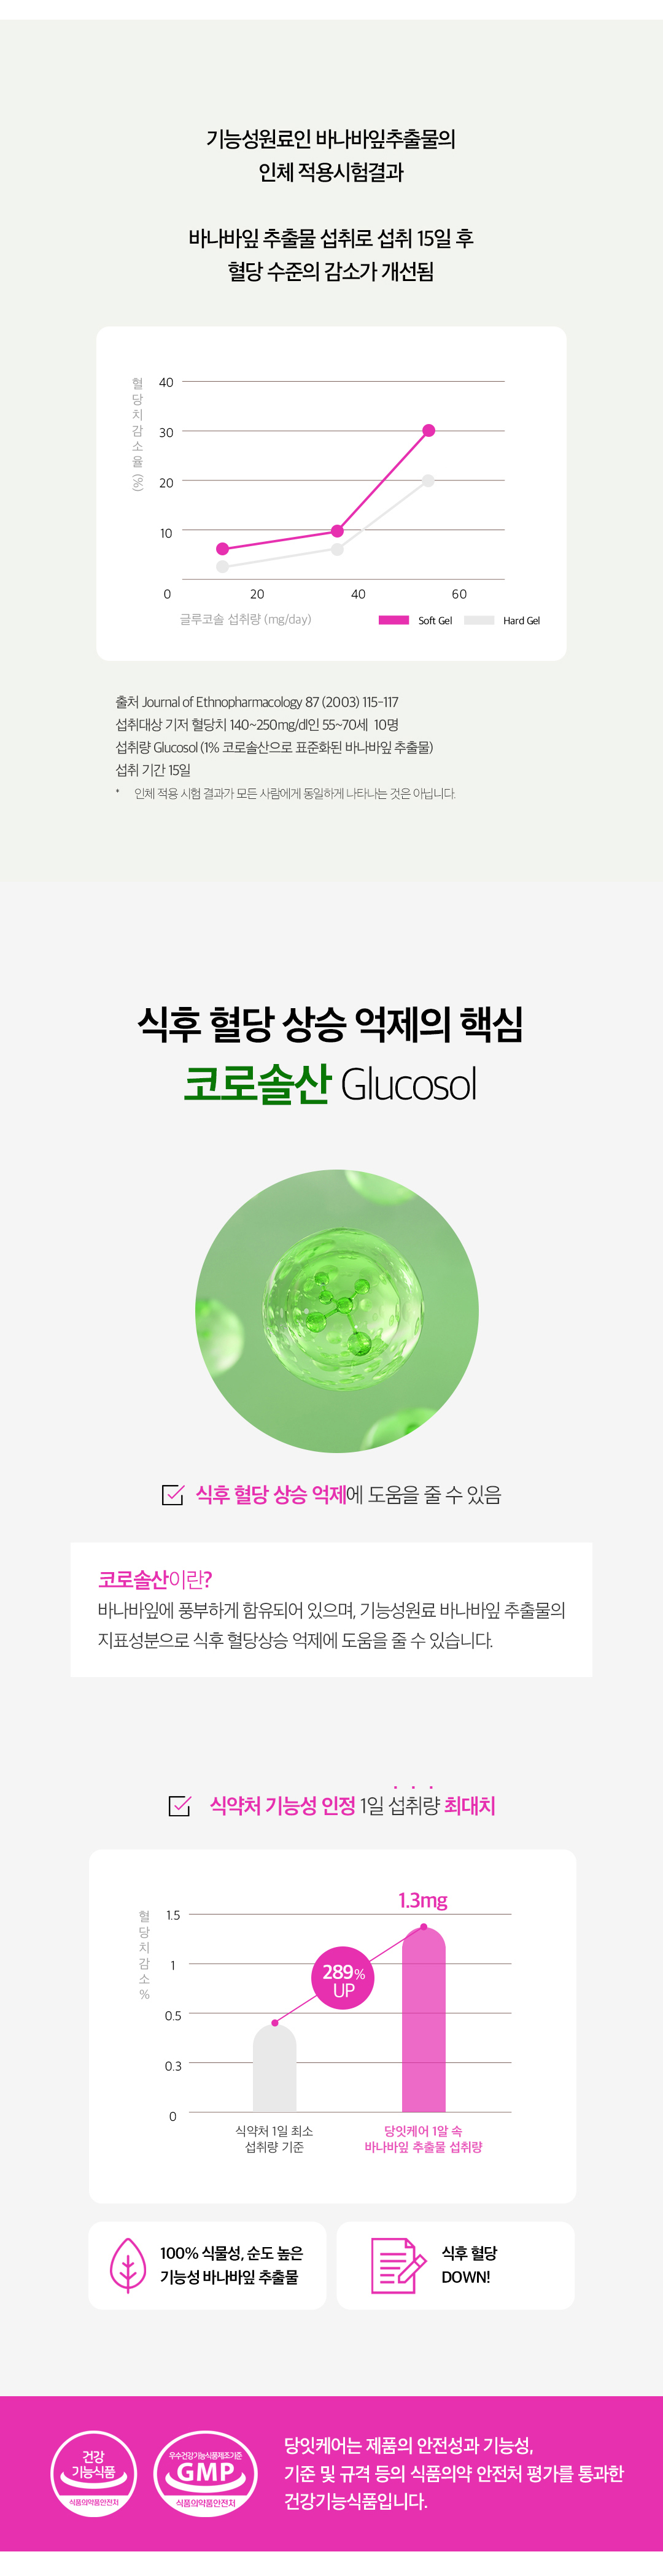 기능성원료인 바나바잎추출물의
인체 적용시험결과
바나바잎 추출물 섭취로 섭취 15일 후
혈당 수준의 감소가 개선됨
혈당치감소율 (%)
40
30
20
10
0 20 40 60
글루코솔 섭취량 (mg/day)
Soft Gel Hard Gel
출처 Journal of Ethnopharmacology 87 (2003) 115-117
섭취대상 기저 혈당치 140~250mg/dl인 55~70세 10명
섭취량 Glucosol (1% 코로솔산으로 표준화된 바나바잎 추출물)
섭취 기간 15일
* 인체 적용 시험 결과가 모든 사람에게 동일하게 나타나는 것은 아닙니다.
식후 혈당 상승 억제의 핵심
코로솔산 Glucosol
식후 혈당 상승 억제에 도움을 줄 수 있음
코로솔산이란?
바나바잎에 풍부하게 함유되어 있으며, 기능성원료 바나바잎 추출물의
지표성분으로 식후 혈당상승 억제에 도움을 줄 수 있습니다.
식약처 기능성 인정 1일 섭취량 최대치
혈당치감소%
1.5
1
0.5
0.3
0
1.3mg
289%
UP
식약처 1일 최소
섭취량 기준
당잇케어 1알 속
바나바잎 추출물 섭취량
100% 식물성, 순도 높은
기능성 바나바잎 추출물
식후 혈당
DOWN!
건강
기능식품
식품의약품안전처
우수건강기능식품제조기준
GMP
식품의약품안전처
당잇케어는 제품의 안전성과 기능성,
기준 및 규격 등의 식품의약 안전처 평가를 통과한
건강기능식품입니다.